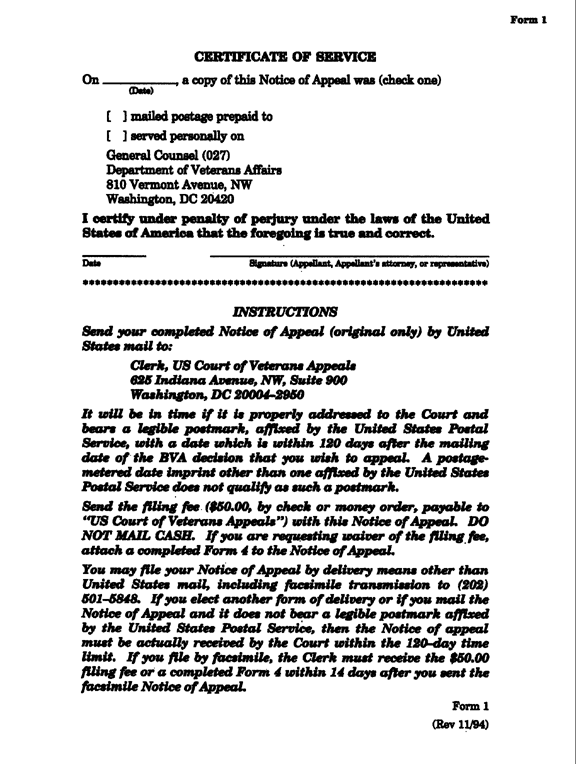 Form 1
CERTIFICATE OF SERVICE
On ____________, a copy of this Notice of Appeal was (check one)
(Date)
[ ] mailed postage prepaid to
[ ] served personally on
General Counsel (027)
Department of Veterans Affairs
810 Vermont Avenue, NW
Washington, DC 20420
I certify under penalty of perjury under the laws of the United
States of America that the foregoing is true and correct.
Date Signature (Appellant, Appellant's attorney, or representative)
********************************************************************
INSTRUCTIONS
Send your completed Notice of Appeal (original only) by United
States mail to:
Clerk, US Court of Veterans Appeals
625 Indiana Avenue, NW, Suite 900
Washington, DC 20004–2950
It will be in time if it is properly addressed to the Court and
bears a legible postmark, affixed by the United States Postal
Service, with a date which is within 120 days after the mailing
date of the BVA decision that you wish to appeal. A postage-
metered date imprint other than one affixed by the United States
Postal Service does not qualify as such a postmark.
Send the filing fee ($50.00, by check or money order, payable to
“US Court of Veterans Appeals”) with this Notice of Appeal. DO
NOT MAIL CASH. If you are requesting waiver of the filing fee,
attach a completed Form 4 to the Notice of Appeal.
You may file your Notice of Appeal by delivery means other than
United States mail, including facsimile transmission to (202)
501–5848. If you elect another form of delivery or if you mail the
Notice of Appeal and it does not bear a legible postmark affixed
by the United States Postal Service, then the Notice of appeal
must be actually received by the Court within the 120-day time
limit. If you file by facsimile, the Clerk must receive the $50.00
filing fee or a completed Form 4 within 14 days after you sent the
facsimile Notice of Appeal.
Form 1
(Rev 11/94)